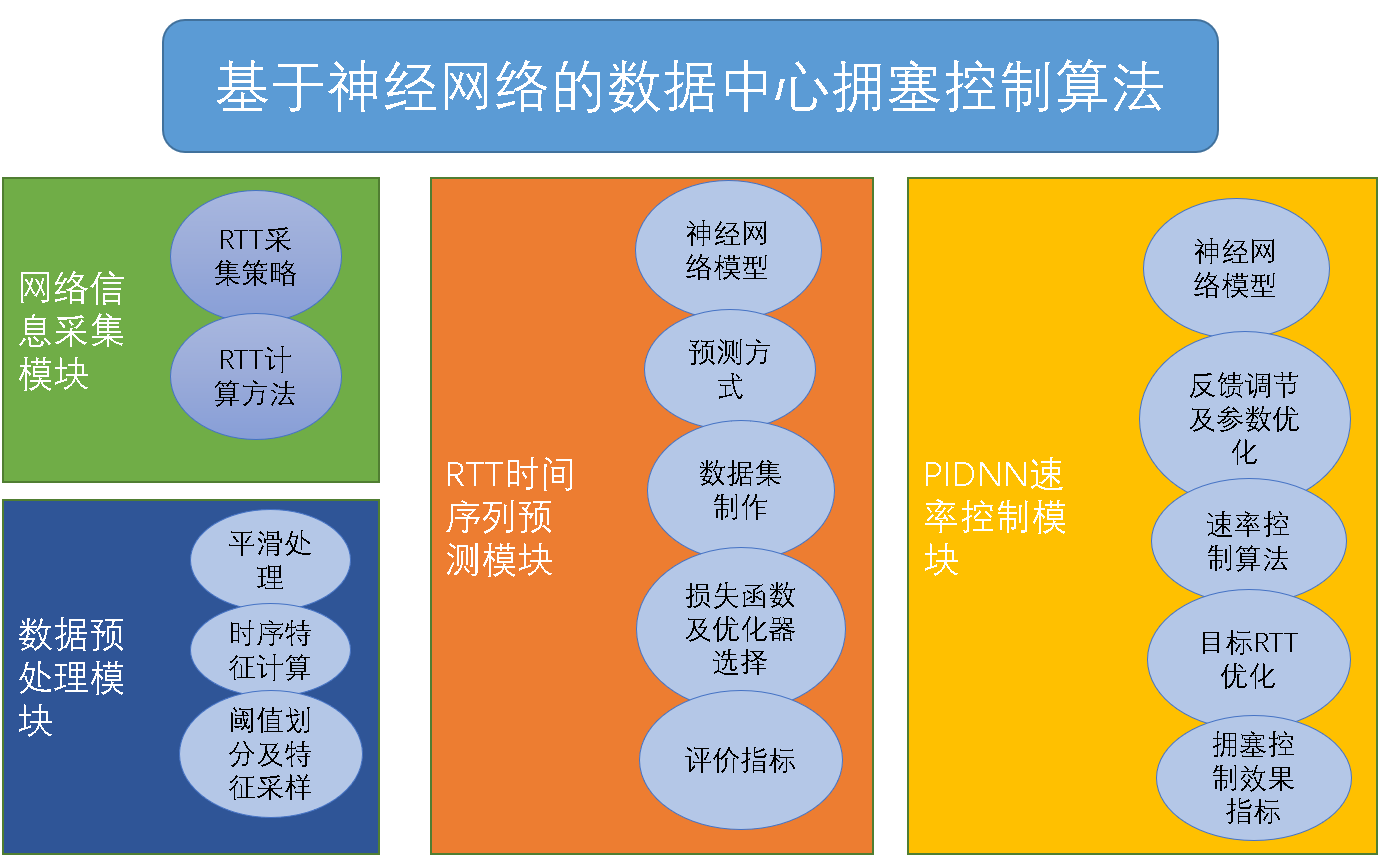 基于神经网络的数据中心拥塞控制算法
网络信
息采集
模块
RTT采
集策略
RTT计
算方法
数据预
处理模
块
平滑处
理
时序特
征计算
阈值划
分及特
征采样
RTT时间
序列预
测模块
神经网
络模型
预测方
式
数据集
制作
损失函数
及优化器
选择
评价指标
PIDNN速
率控制模
块
神经网
络模型
反馈调节
及参数优
化
速率控
制算法
目标RTT
优化
拥塞控
制效果
指标